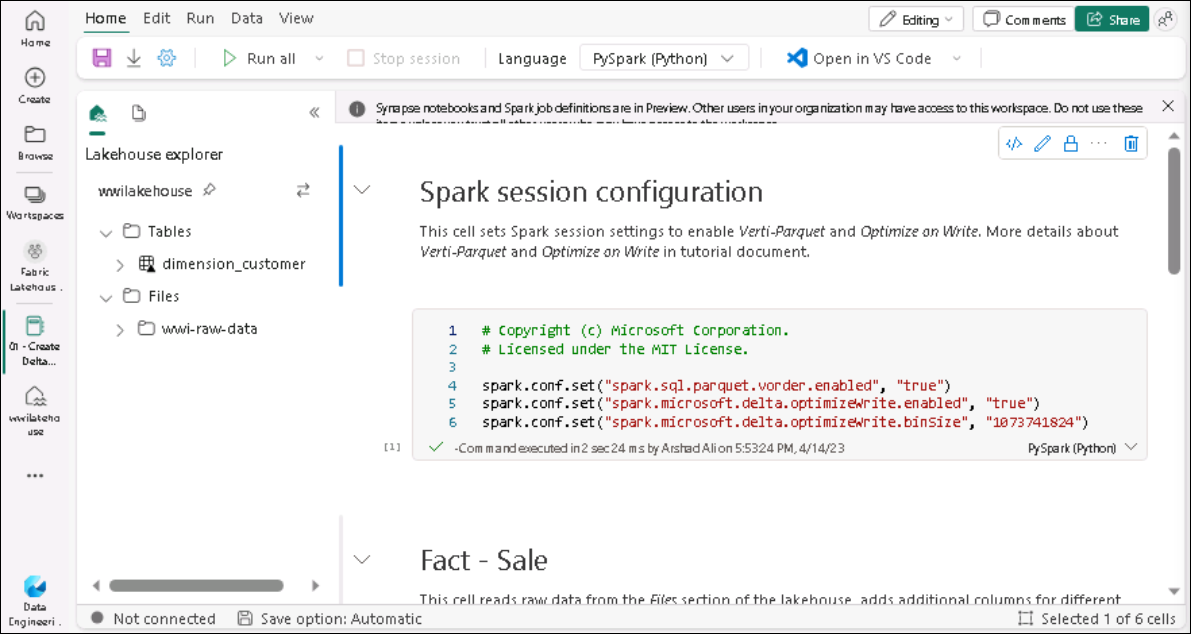 Home
Create
Browse
Workspaces
Fabric
Lakehous .
01 - Create
Delta...
wwilakeho
use
...
Data
Engineeri .
Home Edit Run Data View
Editing
Comments
Share
Run all
Stop session
Language
PySpark (Python)
Open in VS Code
Lakehouse explorer
wwilakehouse
Tables
dimension_customer
Files
wwi-raw-data
Synapse notebooks and Spark job definitions are in Preview. Other users in your organization may have access to this workspace. Do not use these
Spark session configuration
This cell sets Spark session settings to enable Verti-Parquet and Optimize on Write. More details about
Verti-Parquet and Optimize on Write in tutorial document.
1 # Copyright (c) Microsoft Corporation.
2 # Licensed under the MIT License.
3
4 spark.conf.set("spark.sql.parquet.vorder.enabled", "true")
5 spark.conf.set("spark.microsoft.delta.optimizeWrite.enabled", "true")
6 spark.conf.set("spark.microsoft.delta.optimizeWrite.binSize", "1073741824")
[1]
-Command executed in 2 sec 24 ms by Arshad Ali on 5:53:24 PM, 4/14/23
PySpark (Python)
Fact - Sale
This cell reads raw data from the Files section of the lakehouse, adds additional columns for different
Not connected
Save option: Automatic
Selected 1 of 6 cells